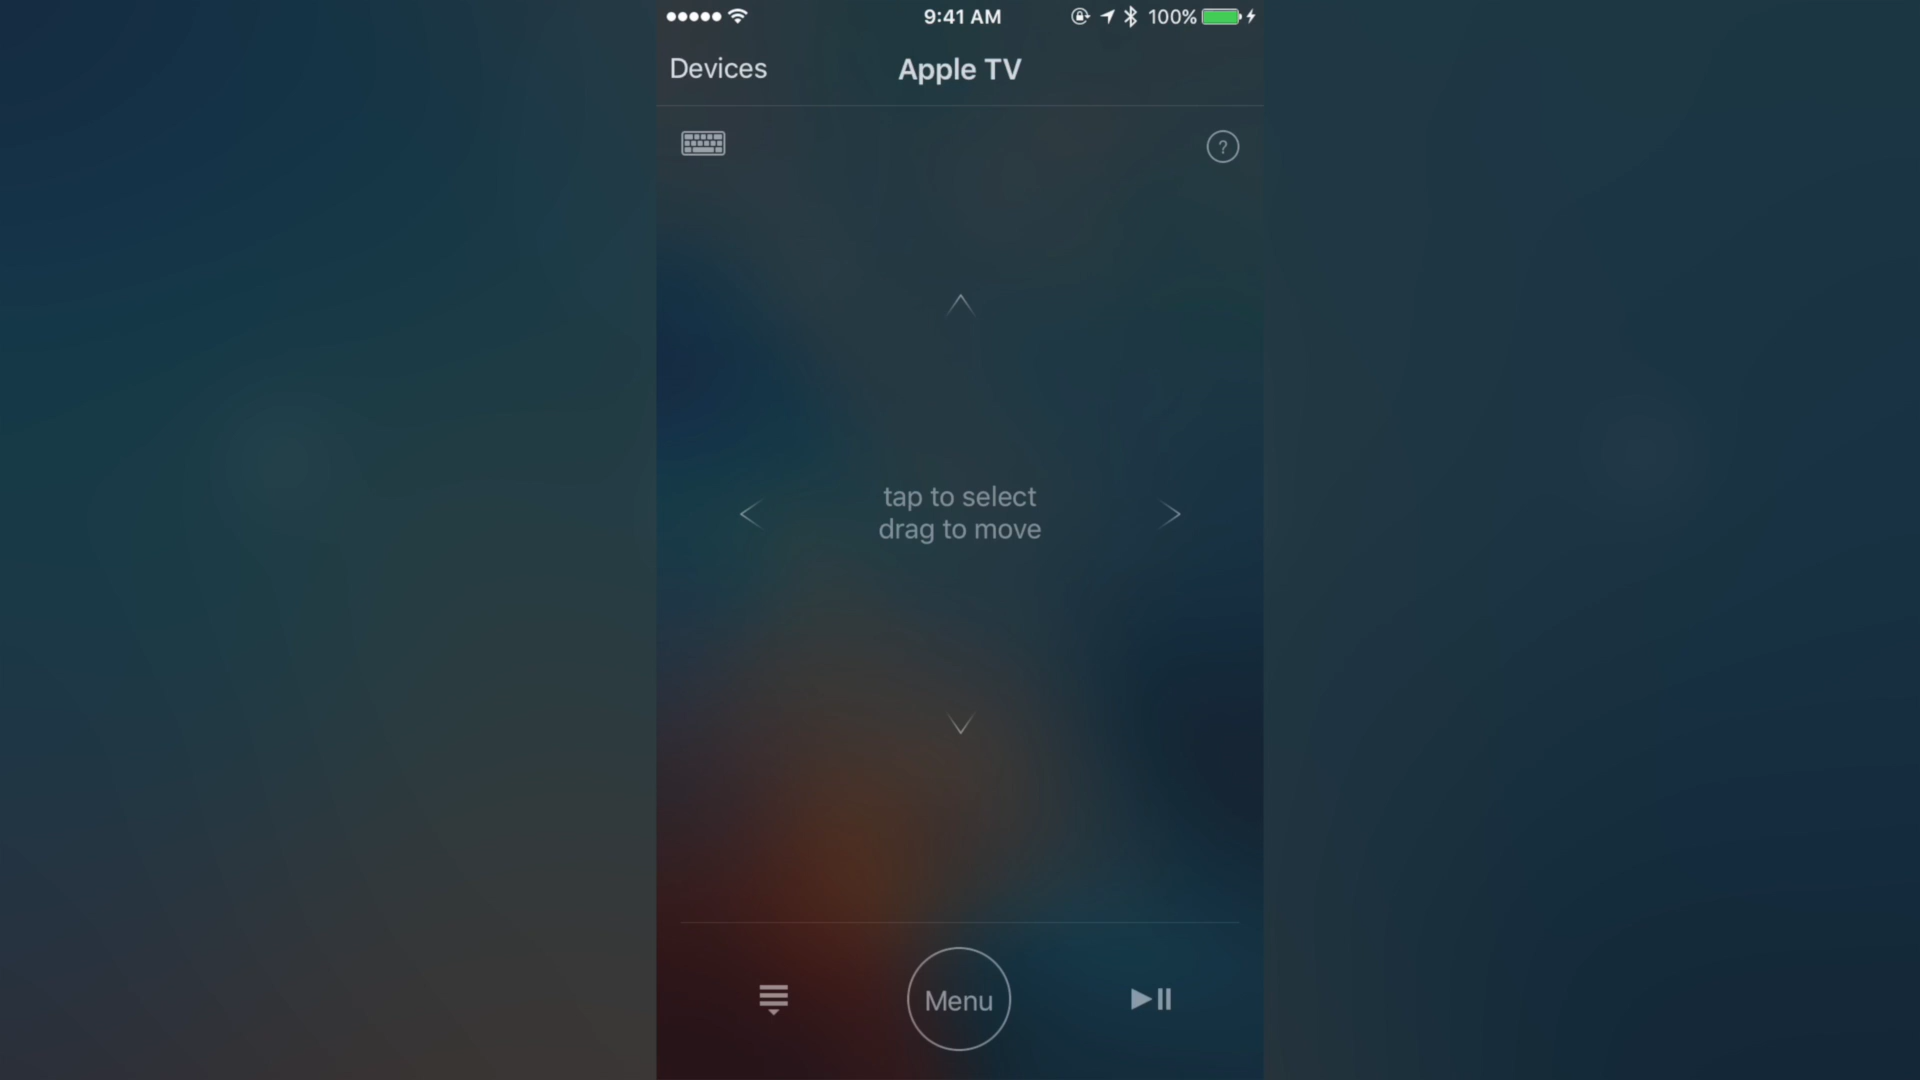 9:41 AM
100%
Devices
Apple TV
?
tap to select
drag to move
Menu